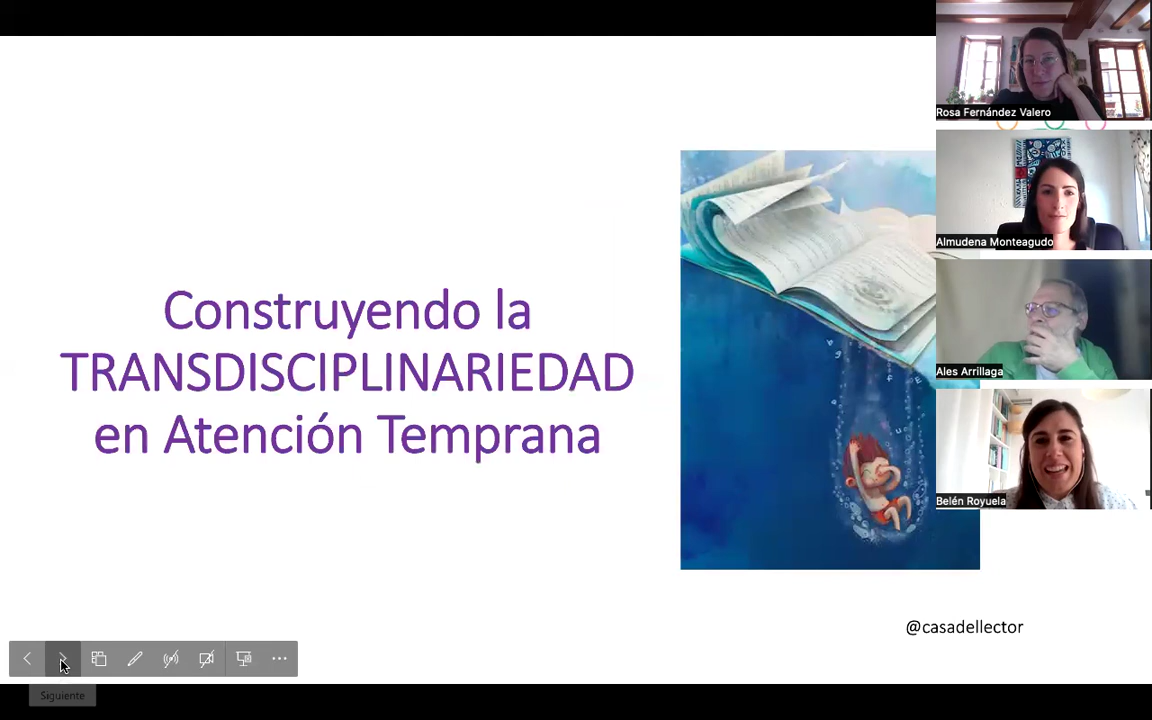 Construyendo la
TRANSDISCIPLINARIEDAD
en Atención Temprana
@casadellector
Siguiente
Rosa Fernández Valero
Almudena Monteagudo
Ales Arrillaga
Belén Royuela